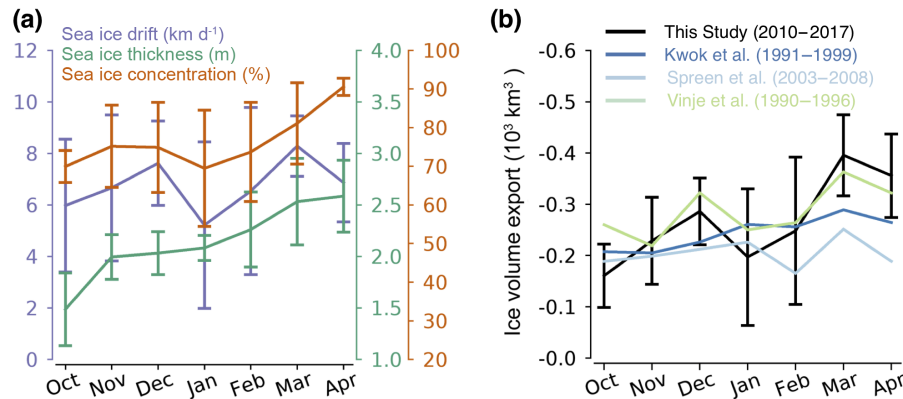 (a)
Sea ice drift (km d⁻¹)
Sea ice thickness (m)
Sea ice concentration (%)
12
10
8
6
4
2
0
4.0
3.5
3.0
2.5
2.0
1.5
1.0
100
90
80
70
60
50
40
30
20
Oct Nov Dec Jan Feb Mar Apr
(b)
This Study (2010−2017)
Kwok et al. (1991−1999)
Spreen et al. (2003−2008)
Vinje et al. (1990−1996)
Ice volume export (10³ km³ )
-0.6
-0.5
-0.4
-0.3
-0.2
-0.1
-0.0
Oct Nov Dec Jan Feb Mar Apr